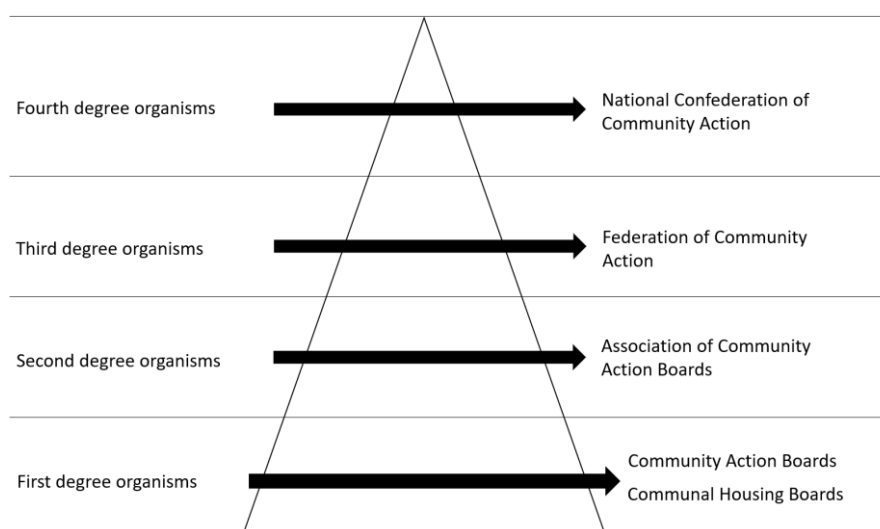 Fourth degree organisms
National Confederation of
Community Action
Third degree organisms
Federation of Community
Action
Second degree organisms
Association of Community
Action Boards
First degree organisms
Community Action Boards
Communal Housing Boards